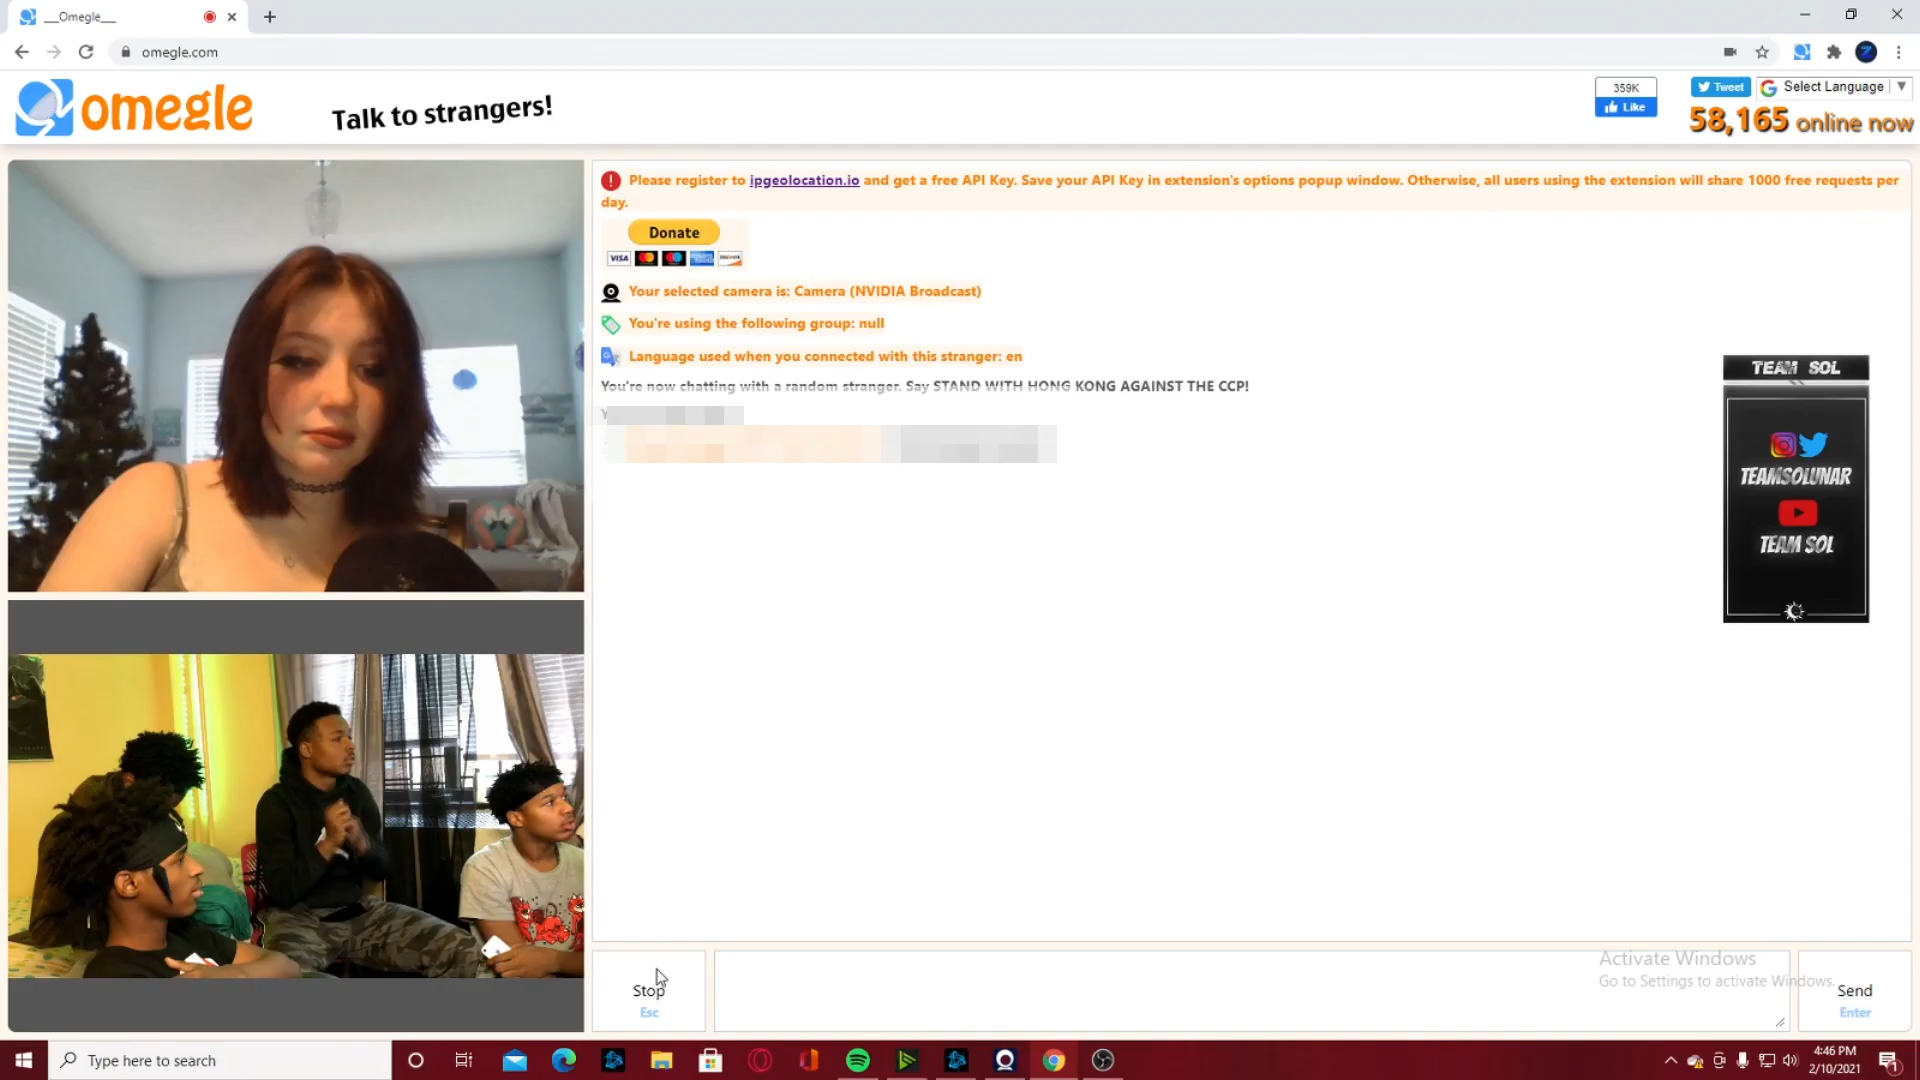 __Omegle__
omegle.com
omegle
Talk to strangers!
359K
Like
Tweet
Select Language
58,165 online now
Please register to ipgeolocation.io and get a free API Key. Save your API Key in extension's options popup window. Otherwise, all users using the extension will share 1000 free requests per
day.
Donate
VISA
Your selected camera is: Camera (NVIDIA Broadcast)
You're using the following group: null
Language used when you connected with this stranger: en
You're now chatting with a random stranger. Say STAND WITH HONG KONG AGAINST THE CCP!
TEAM SOL
TEAMSOLUNAR
TEAM SOL
Activate Windows
Go to Settings to activate Windows.
Stop
Esc
Send
Enter
Type here to search
4:46 PM
2/10/2021